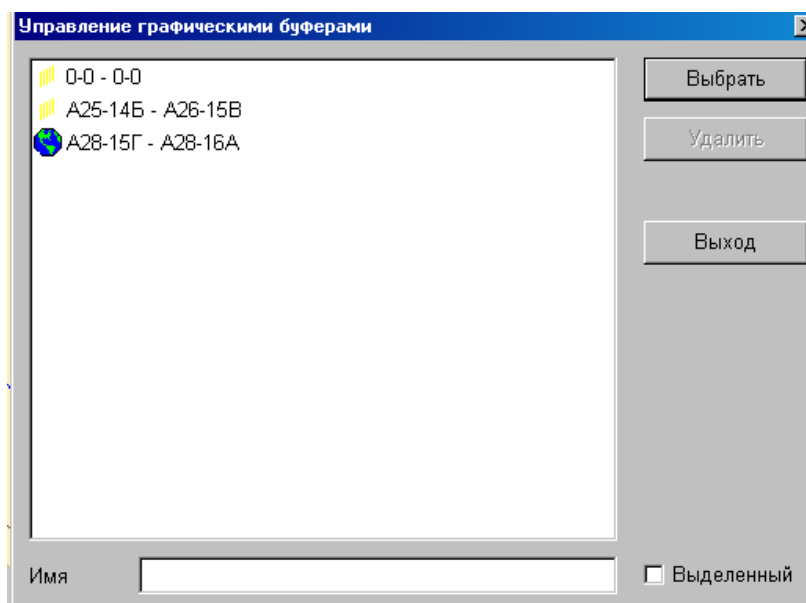 Управление графическими буферами
0-0 - 0-0
А25-14Б - А26-15В
А28-15Г - А28-16А
Выбрать
Удалить
Выход
Имя
Выделенный